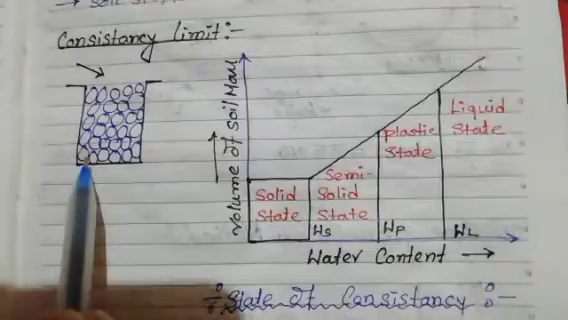 Consistancy limit:-
Volume of Soil Mass
Solid State
Semi-Solid State
plastic State
Liquid State
Ws
Wp
WL
Water Content
State of Consistancy :-